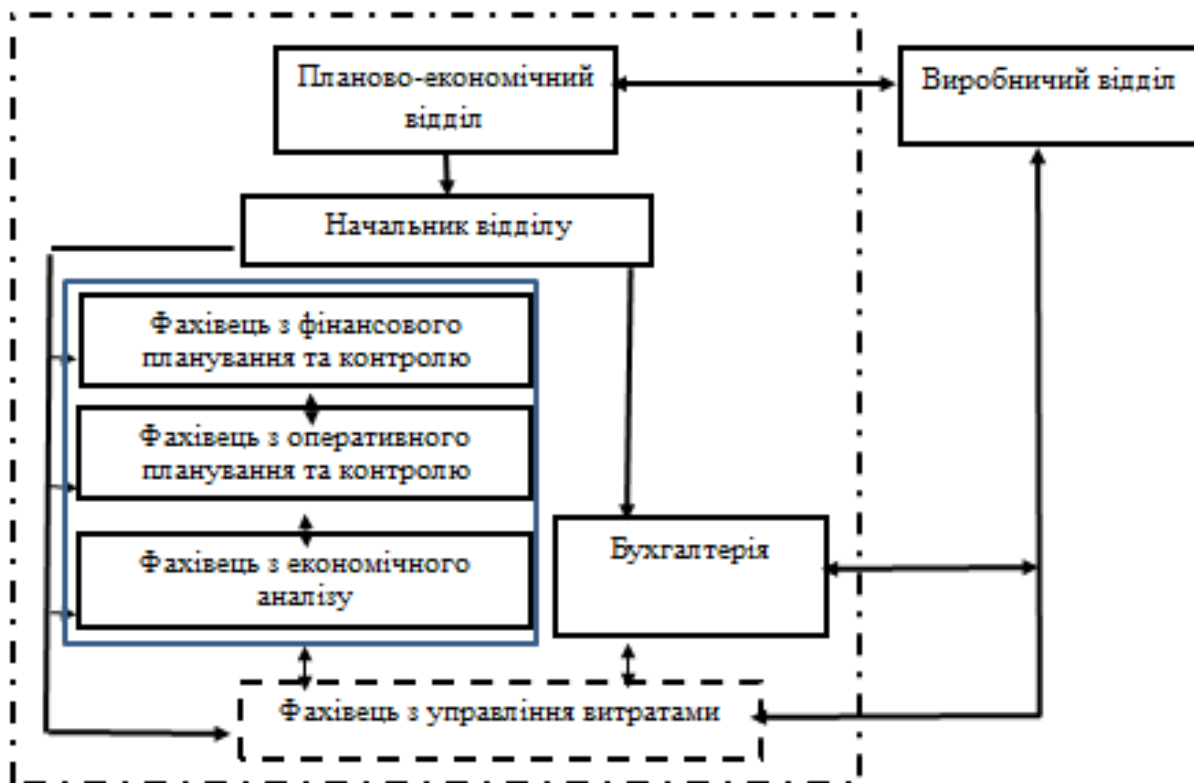 Планово-економічний
відділ
Виробничий відділ
Начальник відділу
Фахівець з фінансового
планування та контролю
Фахівець з оперативного
планування та контролю
Фахівець з економічного
аналізу
Бухгалтерія
Фахівець з управління витратами